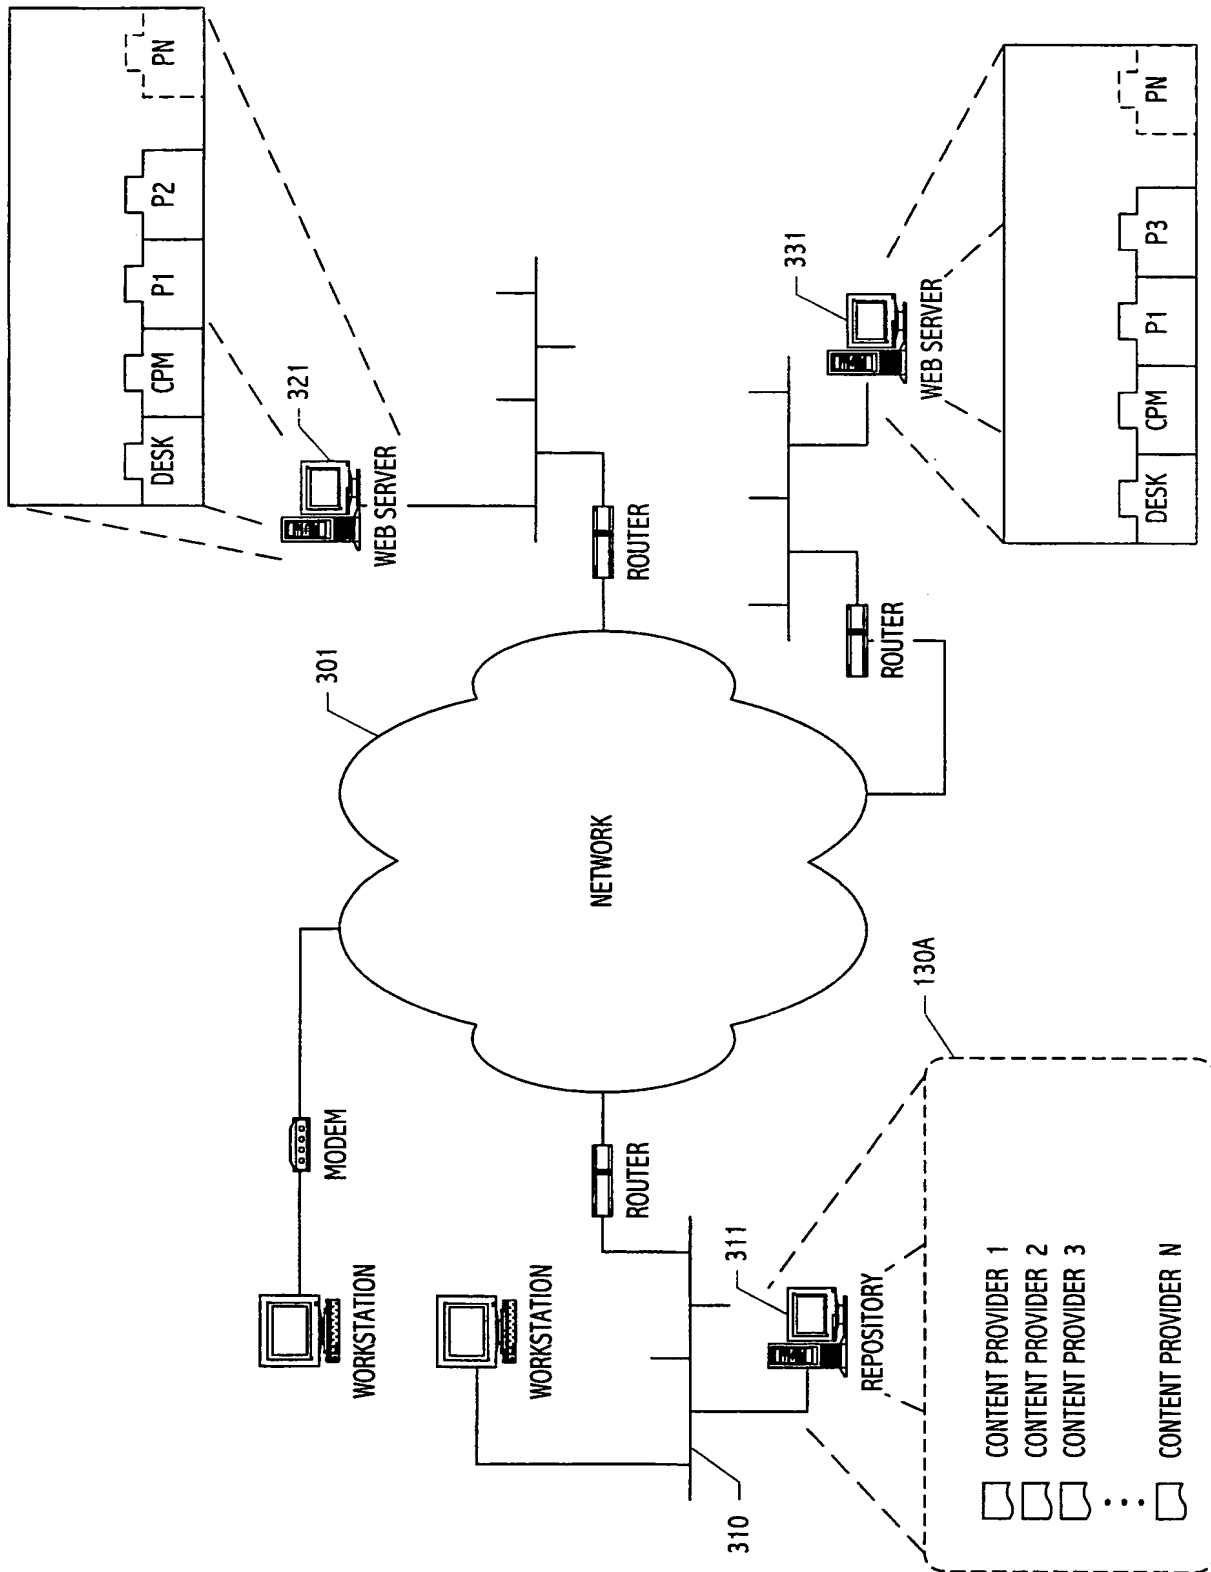 WORKSTATION
MODEM
WORKSTATION
310
ROUTER
311
REPOSITORY
CONTENT PROVIDER 1
CONTENT PROVIDER 2
CONTENT PROVIDER 3
CONTENT PROVIDER N
130A
NETWORK
301
ROUTER
WEB SERVER
321
DESK
CPM
P1
P2
PN
ROUTER
WEB SERVER
331
DESK
CPM
P1
P3
PN